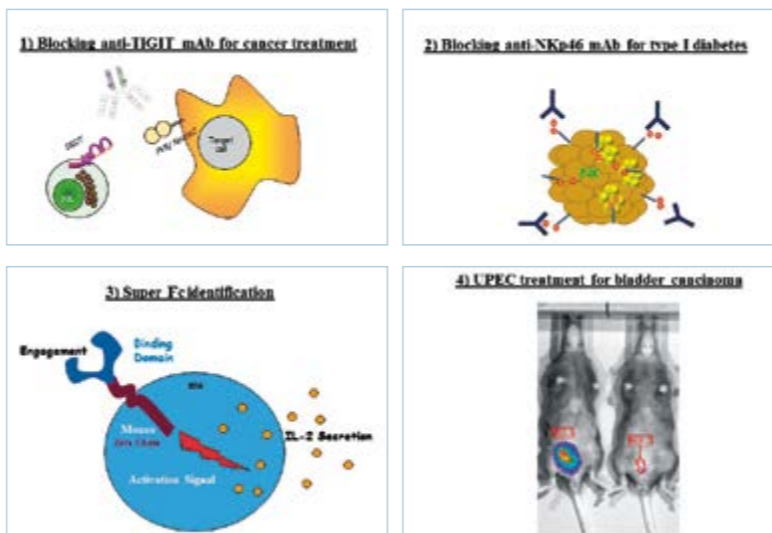 1) Blocking anti-TIGIT mAb for cancer treatment
TIGIT
Target
cell
2) Blocking anti-NKp46 mAb for type I diabetes
3) Super Fc identification
Engagement
Binding
Domain
Mouse
Zeta Chain
IL-2 Secretion
Activation Signal
4) UPEC treatment for bladder carcinoma